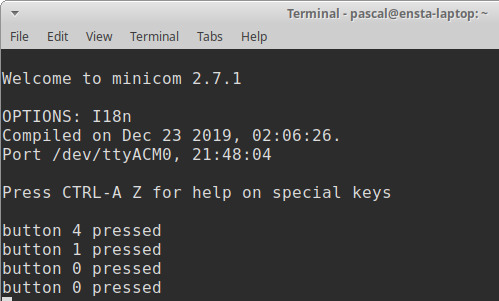 Terminal - pascal@ensta-laptop: ~
File Edit View Terminal Tabs Help
Welcome to minicom 2.7.1
OPTIONS: I18n
Compiled on Dec 23 2019, 02:06:26.
Port /dev/ttyACM0, 21:48:04
Press CTRL-A Z for help on special keys
button 4 pressed
button 1 pressed
button 0 pressed
button 0 pressed